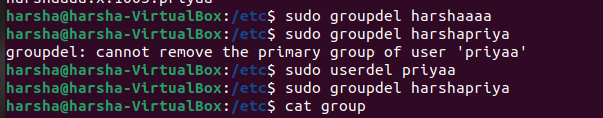 harsha@harsha-VirtualBox:/etc$ sudo groupdel harshaaaa
harsha@harsha-VirtualBox:/etc$ sudo groupdel harshapriya
groupdel: cannot remove the primary group of user 'priyaa'
harsha@harsha-VirtualBox:/etc$ sudo userdel priyaa
harsha@harsha-VirtualBox:/etc$ sudo groupdel harshapriya
harsha@harsha-VirtualBox:/etc$ cat group